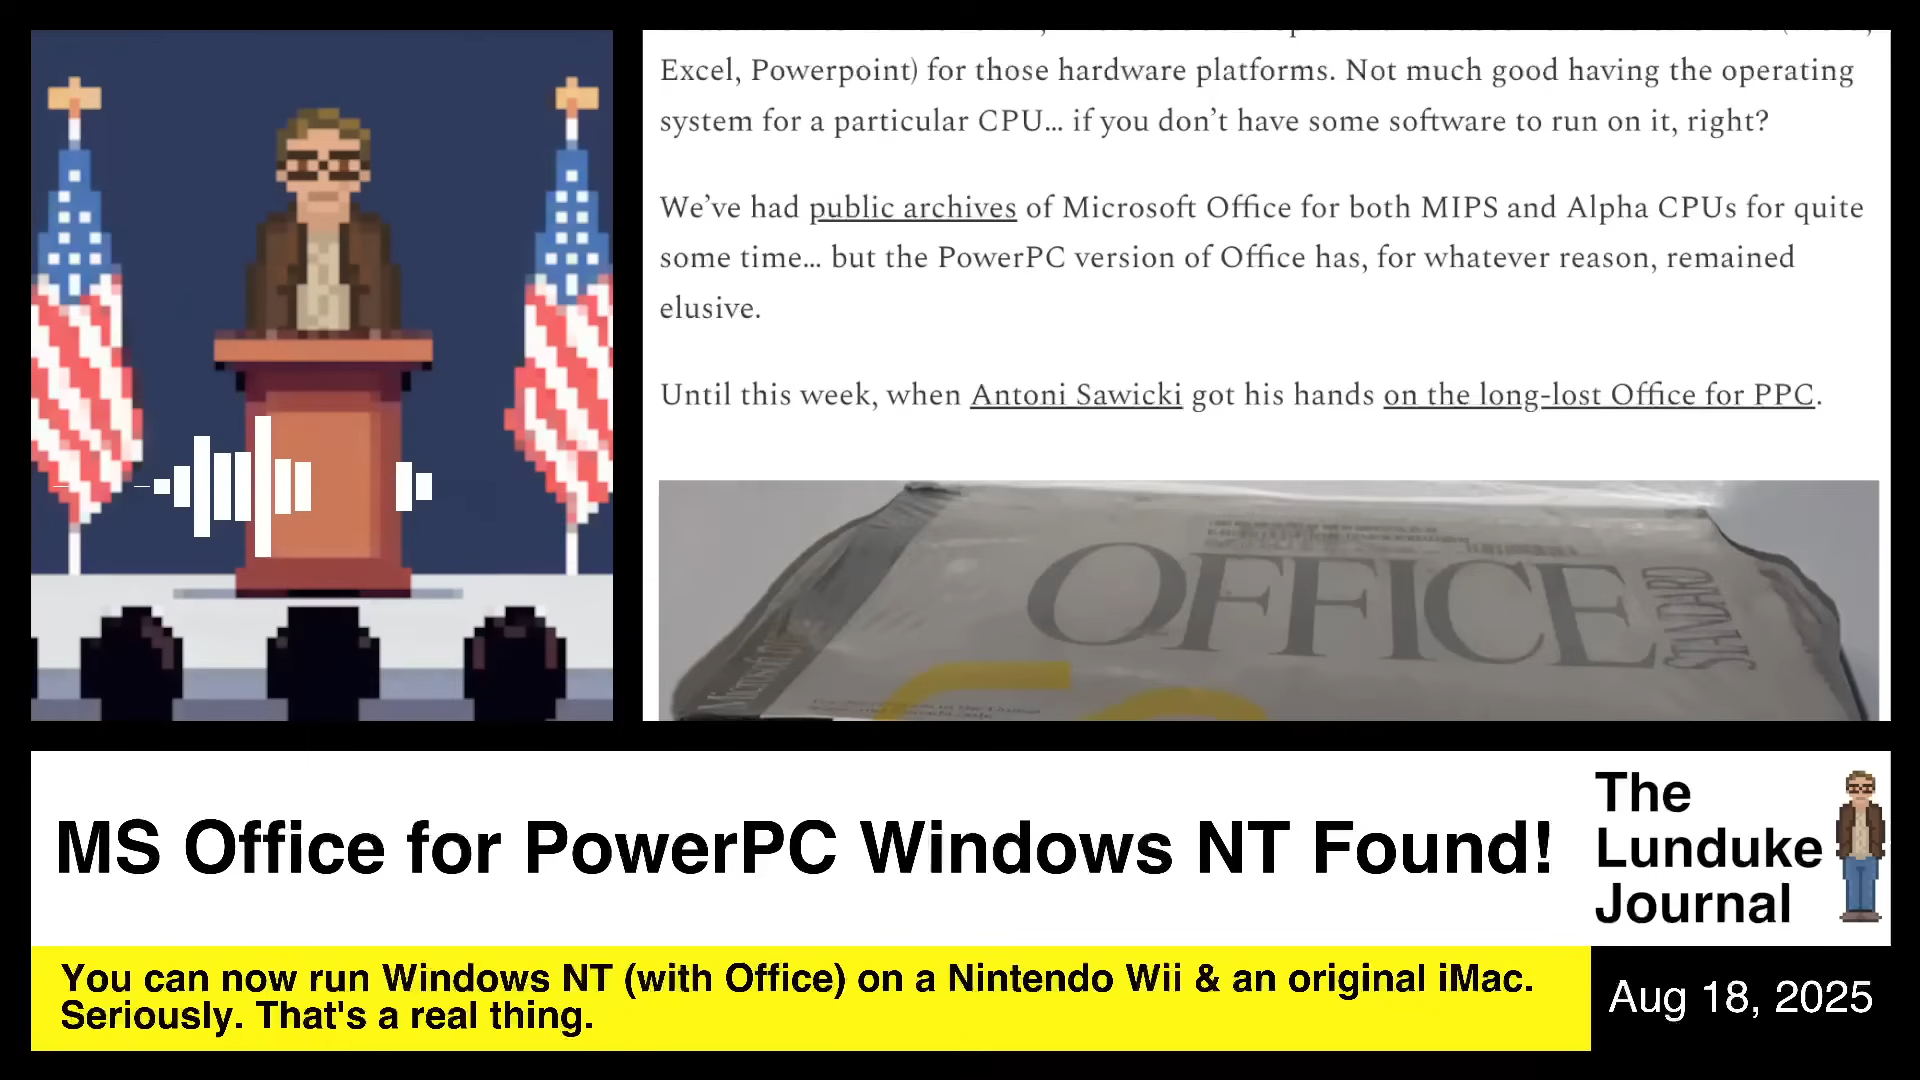 Excel, Powerpoint) for those hardware platforms. Not much good having the operating
system for a particular CPU… if you don’t have some software to run on it, right?
We’ve had public archives of Microsoft Office for both MIPS and Alpha CPUs for quite
some time… but the PowerPC version of Office has, for whatever reason, remained
elusive.
Until this week, when Antoni Sawicki got his hands on the long-lost Office for PPC.
OFFICE
STANDARD
Microsoft Office
MS Office for PowerPC Windows NT Found!
The
Lunduke
Journal
You can now run Windows NT (with Office) on a Nintendo Wii & an original iMac.
Seriously. That's a real thing.
Aug 18, 2025